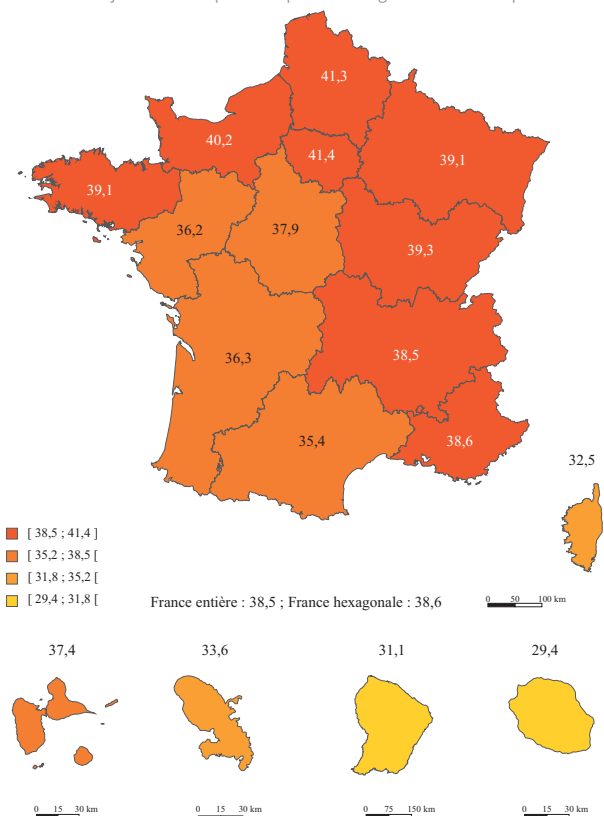 41,3
40,2
41,4
39,1
39,1
36,2
37,9
39,3
36,3
38,5
35,4
38,6
32,5
[ 38,5 ; 41,4 ]
[ 35,2 ; 38,5 [
[ 31,8 ; 35,2 [
[ 29,4 ; 31,8 [
France entière : 38,5 ; France hexagonale : 38,6
0 50 100 km
37,4 33,6 31,1 29,4
0 15 30 km 0 15 30 km 0 75 150 km 0 15 30 km